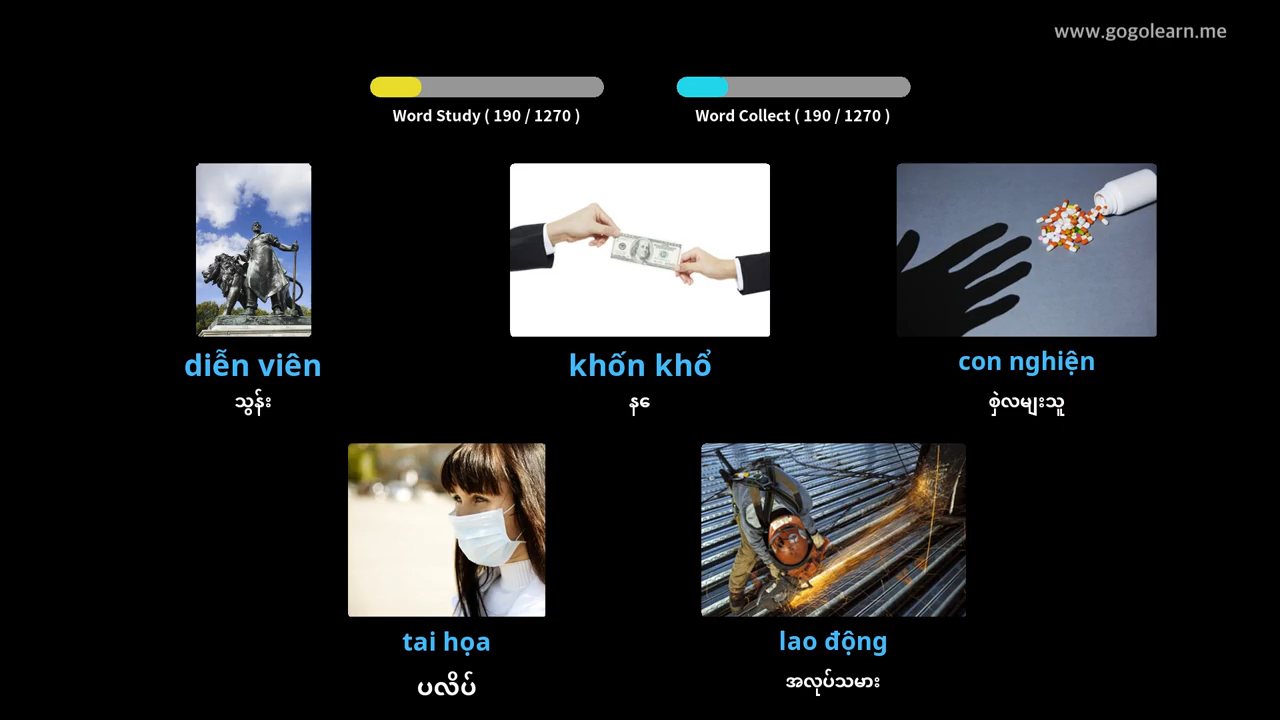 www.gogolearn.me
Word Study ( 190 / 1270 )
Word Collect ( 190 / 1270 )
diễn viên
သွန်း
khốn khổ
နေ
con nghiện
စှဲလမျးသူ
tai họa
ပလိပ်
lao động
အလုပ်သမား